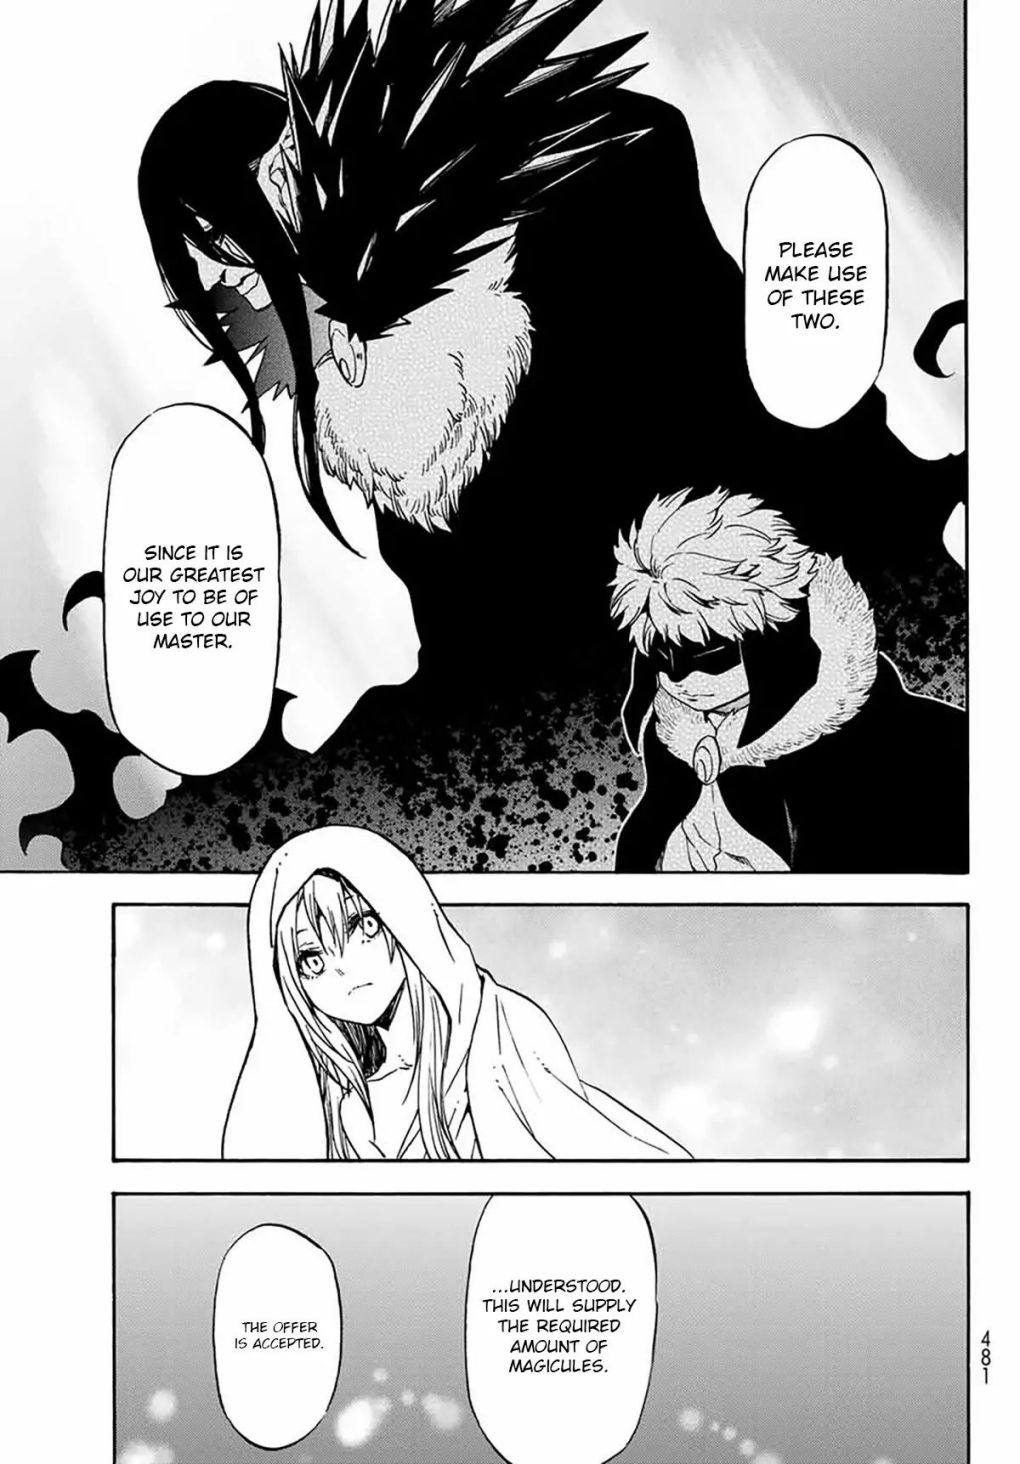 PLEASE
MAKE USE
OF THESE
TWO.
SINCE IT IS
OUR GREATEST
JOY TO BE OF
USE TO OUR
MASTER.
...UNDERSTOOD.
THIS WILL SUPPLY
THE REQUIRED
AMOUNT OF
MAGICULES.
THE OFFER
IS ACCEPTED.
481